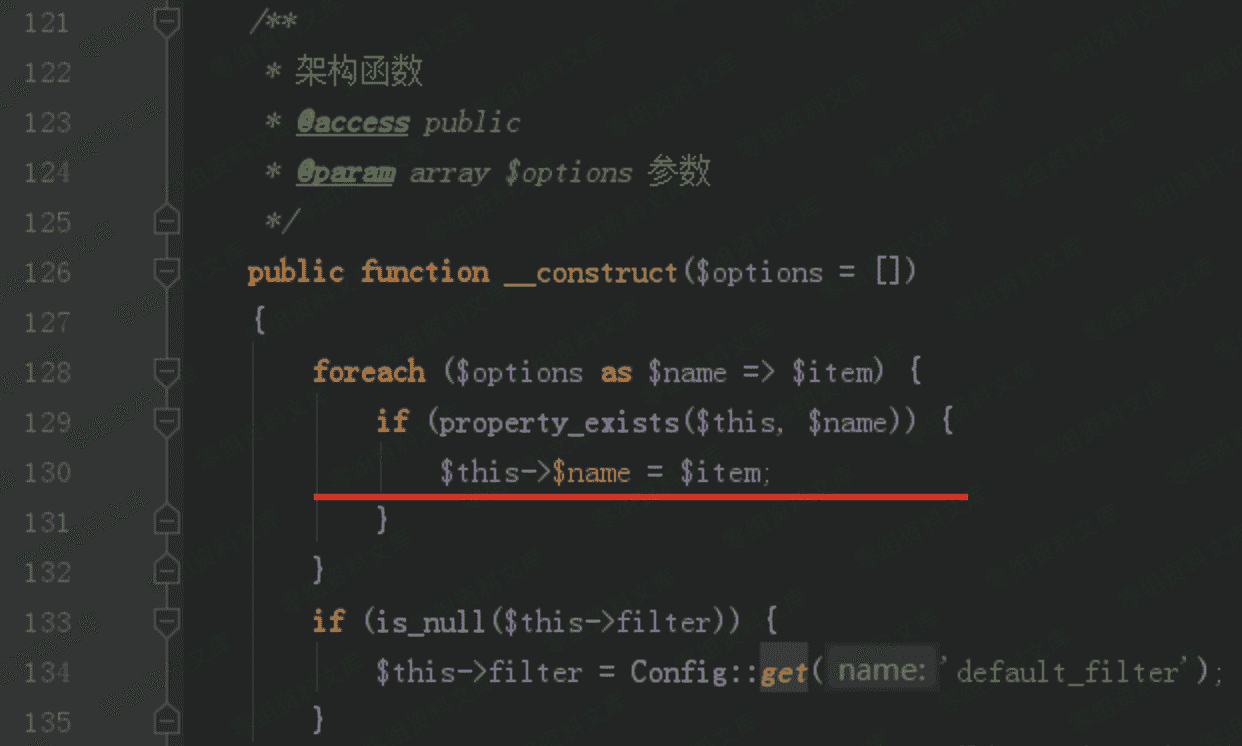 121 /**
122 * 架构函数
123 * @access public
124 * @param array $options 参数
125 */
126 public function __construct($options = [])
127 {
128 foreach ($options as $name => $item) {
129 if (property_exists($this, $name)) {
130 $this->$name = $item;
131 }
132 }
133 if (is_null($this->filter)) {
134 $this->filter = Config::get( name: 'default_filter');
135 }